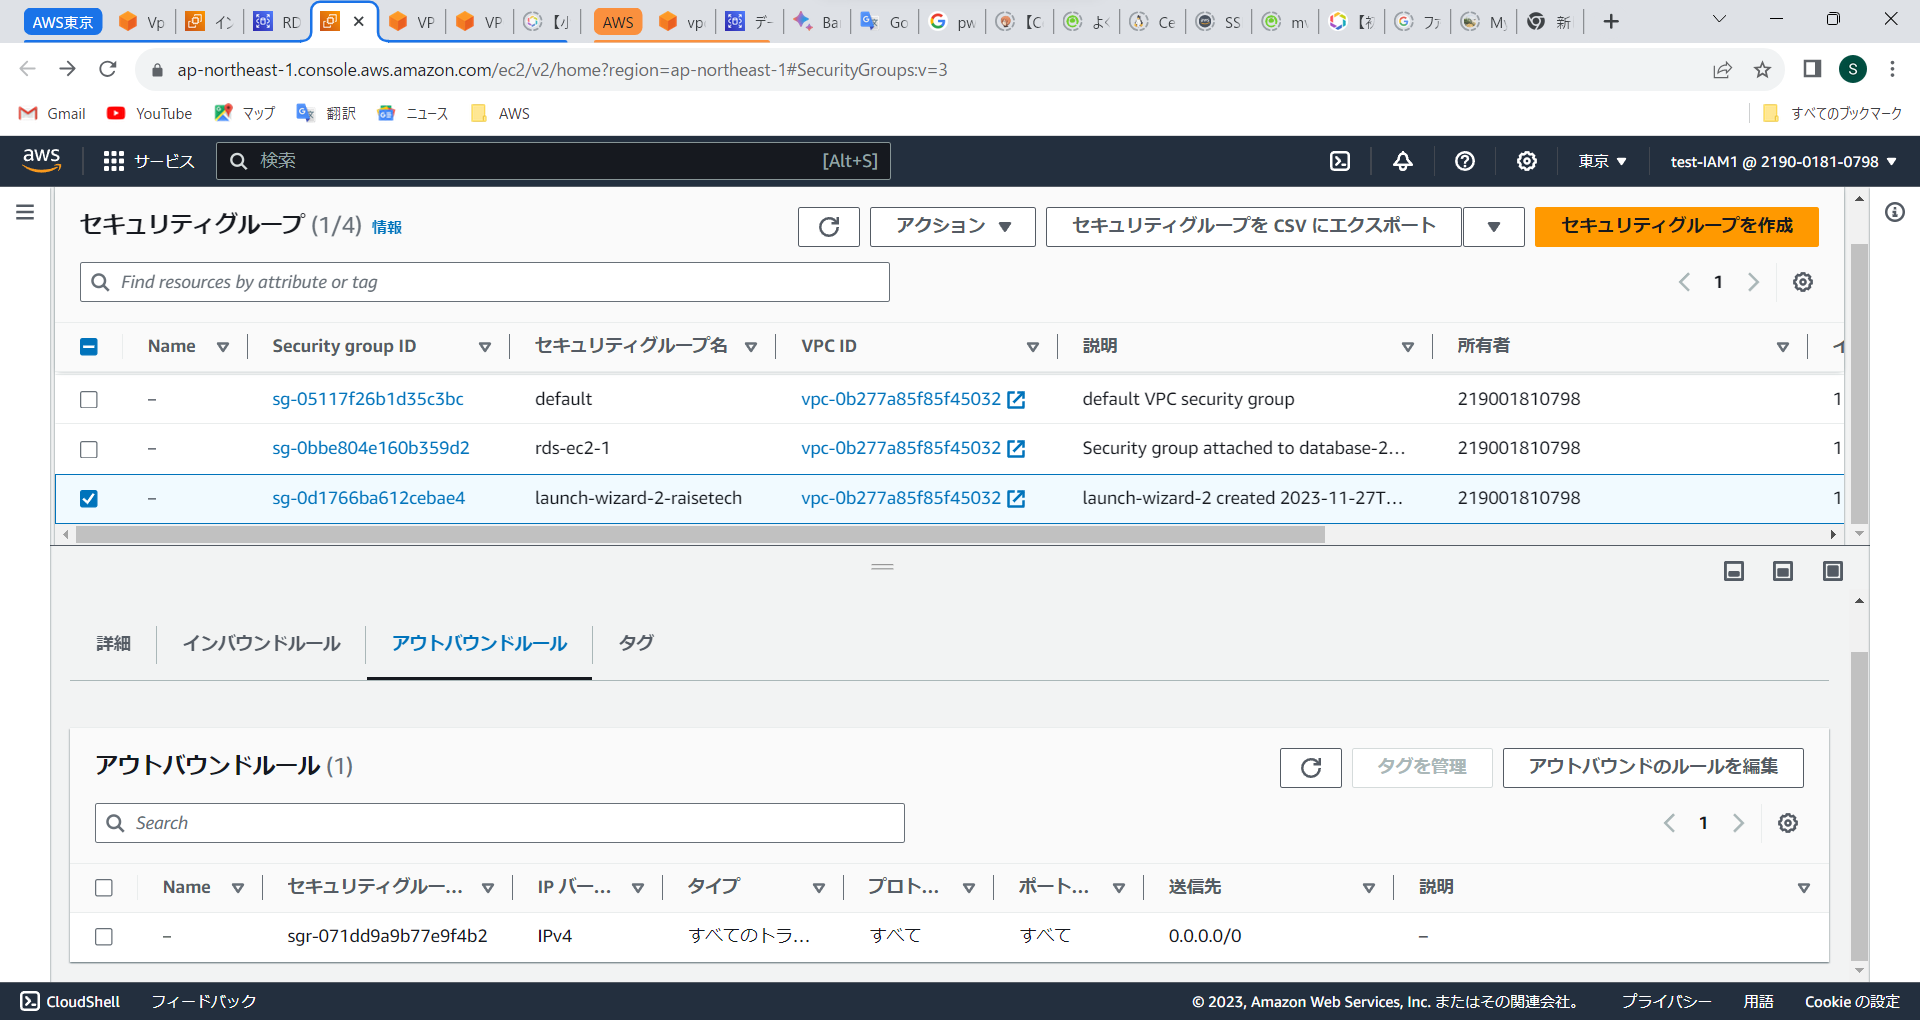 AWS東京 Vp イン RD VP VP 【ハ AWS vp デー Ba Go pw 【C よく Ce SS my 【初 ファ My 新
ap-northeast-1.console.aws.amazon.com/ec2/v2/home?region=ap-northeast-1#SecurityGroups:v=3 S
Gmail YouTube マップ 翻訳 ニュース AWS すべてのブックマーク
aws サービス 検索 [Alt+S] 東京 test-IAM1 @ 2190-0181-0798
セキュリティグループ (1/4) 情報 アクション セキュリティグループを CSV にエクスポート セキュリティグループを作成
Find resources by attribute or tag 1
Name Security group ID セキュリティグループ名 VPC ID 説明 所有者
– sg-05117f26b1d35c3bc default vpc-0b277a85f85f45032 default VPC security group 219001810798 1
– sg-0bbe804e160b359d2 rds-ec2-1 vpc-0b277a85f85f45032 Security group attached to database-2... 219001810798 1
– sg-0d1766ba612cebae4 launch-wizard-2-raisetech vpc-0b277a85f85f45032 launch-wizard-2 created 2023-11-27T... 219001810798 1
詳細 インバウンドルール アウトバウンドルール タグ
アウトバウンドルール (1) タグを管理 アウトバウンドのルールを編集
Search 1
Name セキュリティグルー... IP バー... タイプ プロト... ポート... 送信先 説明
– sgr-071dd9a9b77e9f4b2 IPv4 すべてのトラ... すべて すべて 0.0.0.0/0 –
CloudShell フィードバック © 2023, Amazon Web Services, Inc. またはその関連会社。 プライバシー 用語 Cookie の設定